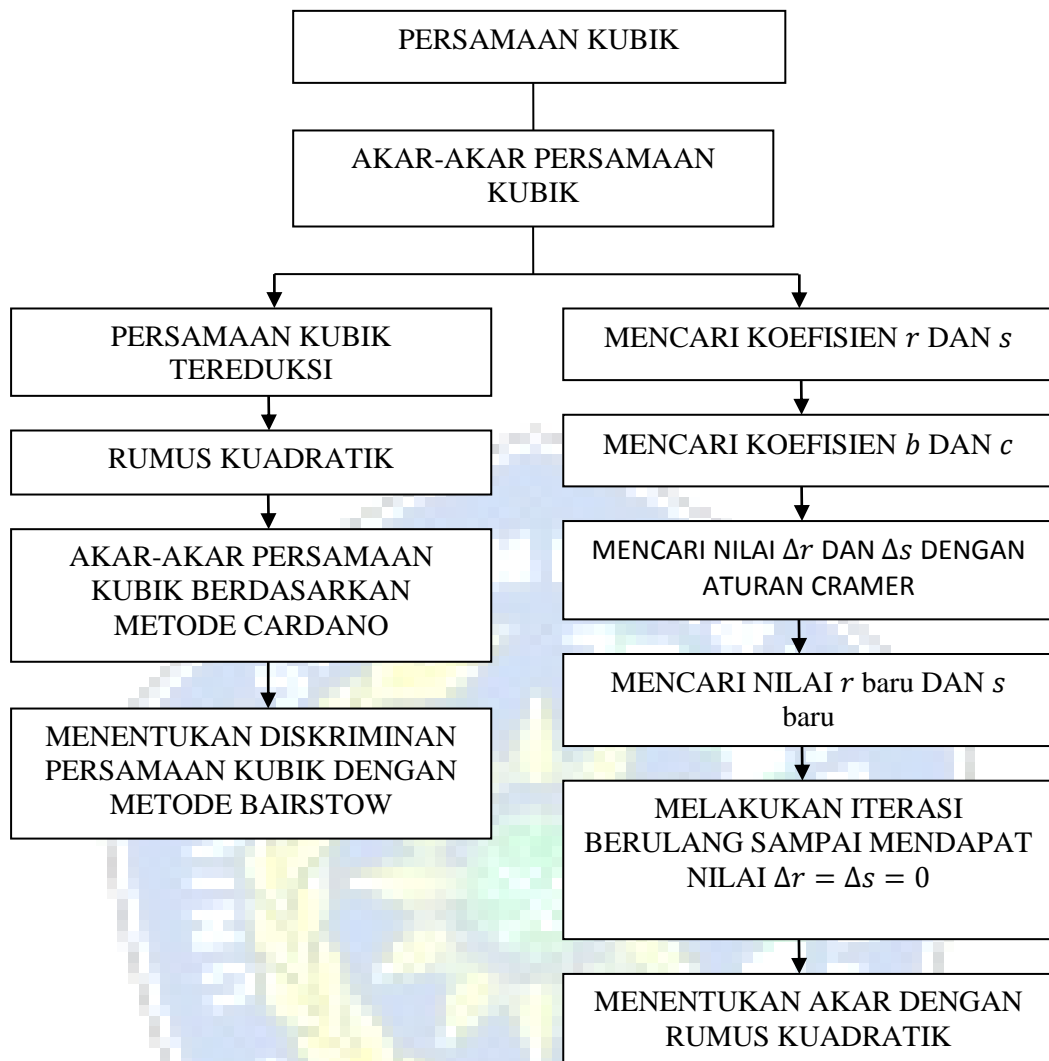 PERSAMAAN KUBIK
AKAR-AKAR PERSAMAAN
KUBIK
PERSAMAAN KUBIK
TEREDUKSI
RUMUS KUADRATIK
AKAR-AKAR PERSAMAAN
KUBIK BERDASARKAN
METODE CARDANO
MENENTUKAN DISKRIMINAN
PERSAMAAN KUBIK DENGAN
METODE BAIRSTOW
MENCARI KOEFISIEN 𝑟 DAN 𝑠
MENCARI KOEFISIEN 𝑏 DAN 𝑐
MENCARI NILAI Δ𝑟 DAN Δ𝑠 DENGAN
ATURAN CRAMER
MENCARI NILAI 𝑟 baru DAN 𝑠
baru
MELAKUKAN ITERASI
BERULANG SAMPAI MENDAPAT
NILAI Δ𝑟 = Δ𝑠 = 0
MENENTUKAN AKAR DENGAN
RUMUS KUADRATIK